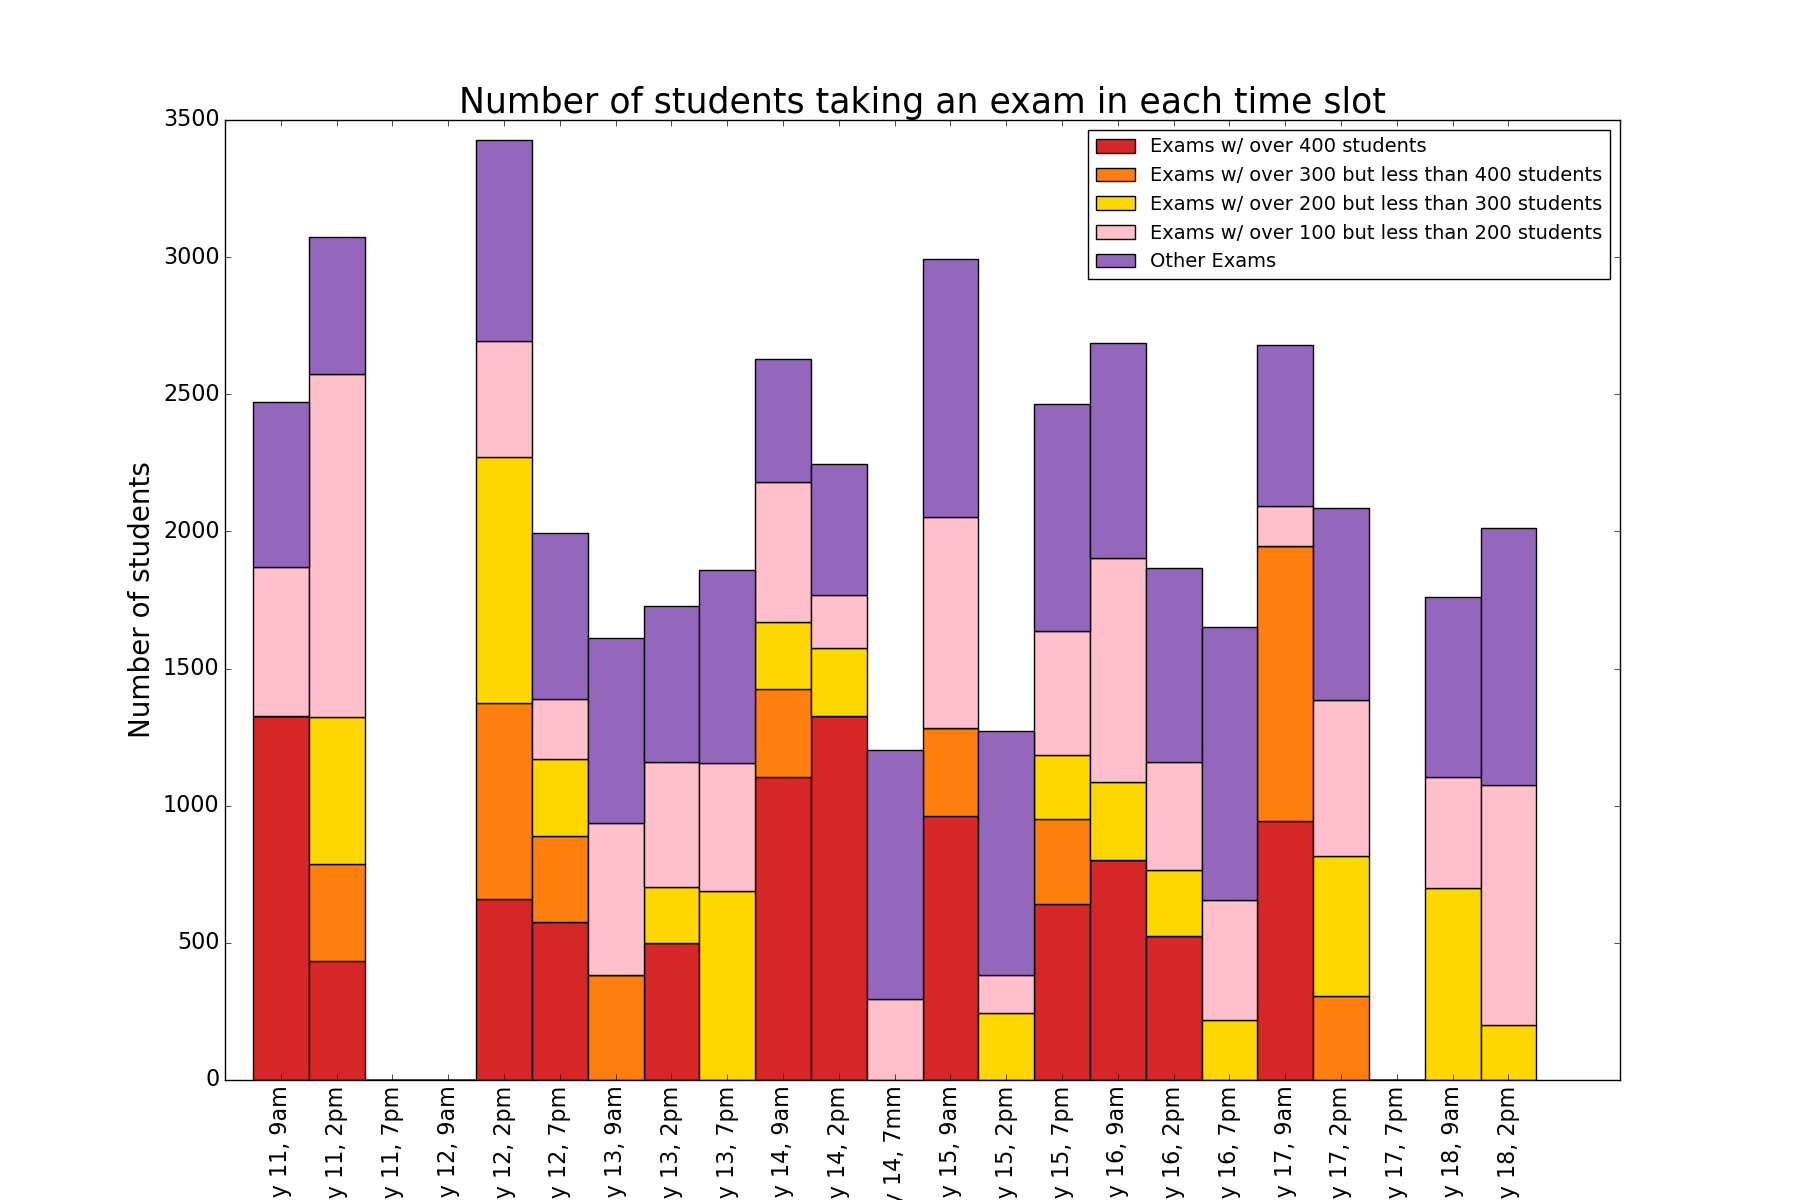 Number of students taking an exam in each time slot
Number of students
3500
3000
2500
2000
1500
1000
500
0
Exams w/ over 400 students
Exams w/ over 300 but less than 400 students
Exams w/ over 200 but less than 300 students
Exams w/ over 100 but less than 200 students
Other Exams
y 11, 9am
y 11, 2pm
y 11, 7pm
y 12, 9am
y 12, 2pm
y 12, 7pm
y 13, 9am
y 13, 2pm
y 13, 7pm
y 14, 9am
y 14, 2pm
y 14, 7mm
y 15, 9am
y 15, 2pm
y 15, 7pm
y 16, 9am
y 16, 2pm
y 16, 7pm
y 17, 9am
y 17, 2pm
y 17, 7pm
y 18, 9am
y 18, 2pm